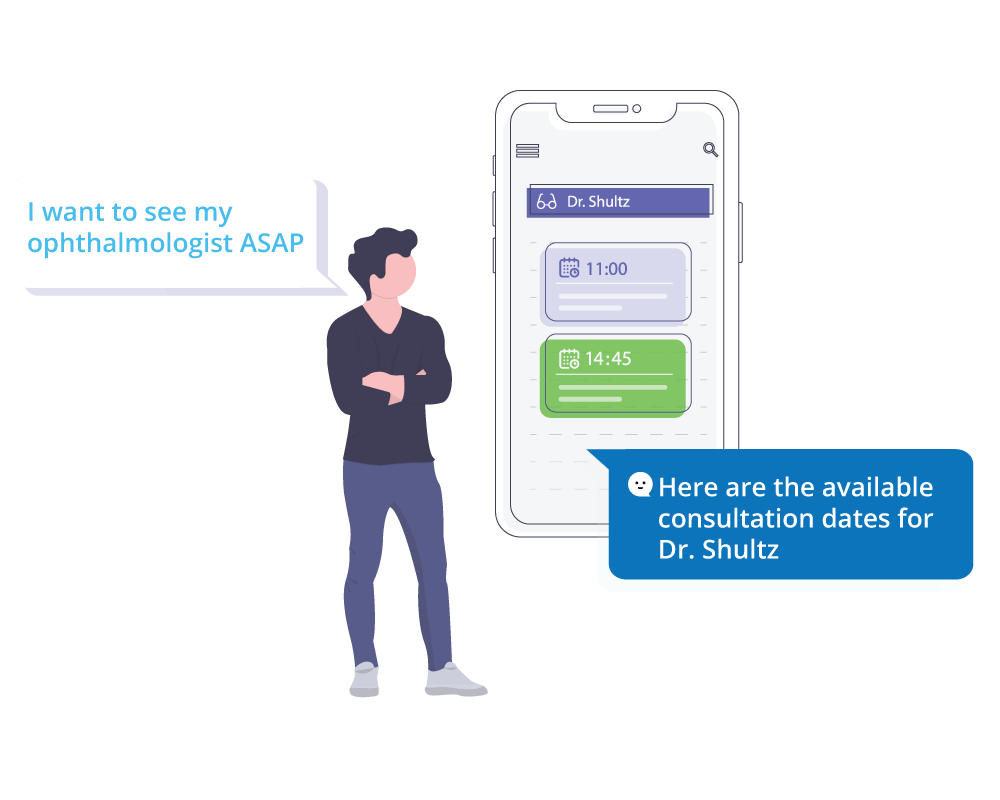 I want to see my
ophthalmologist ASAP
Dr. Shultz
11:00
14:45
Here are the available
consultation dates for
Dr. Shultz